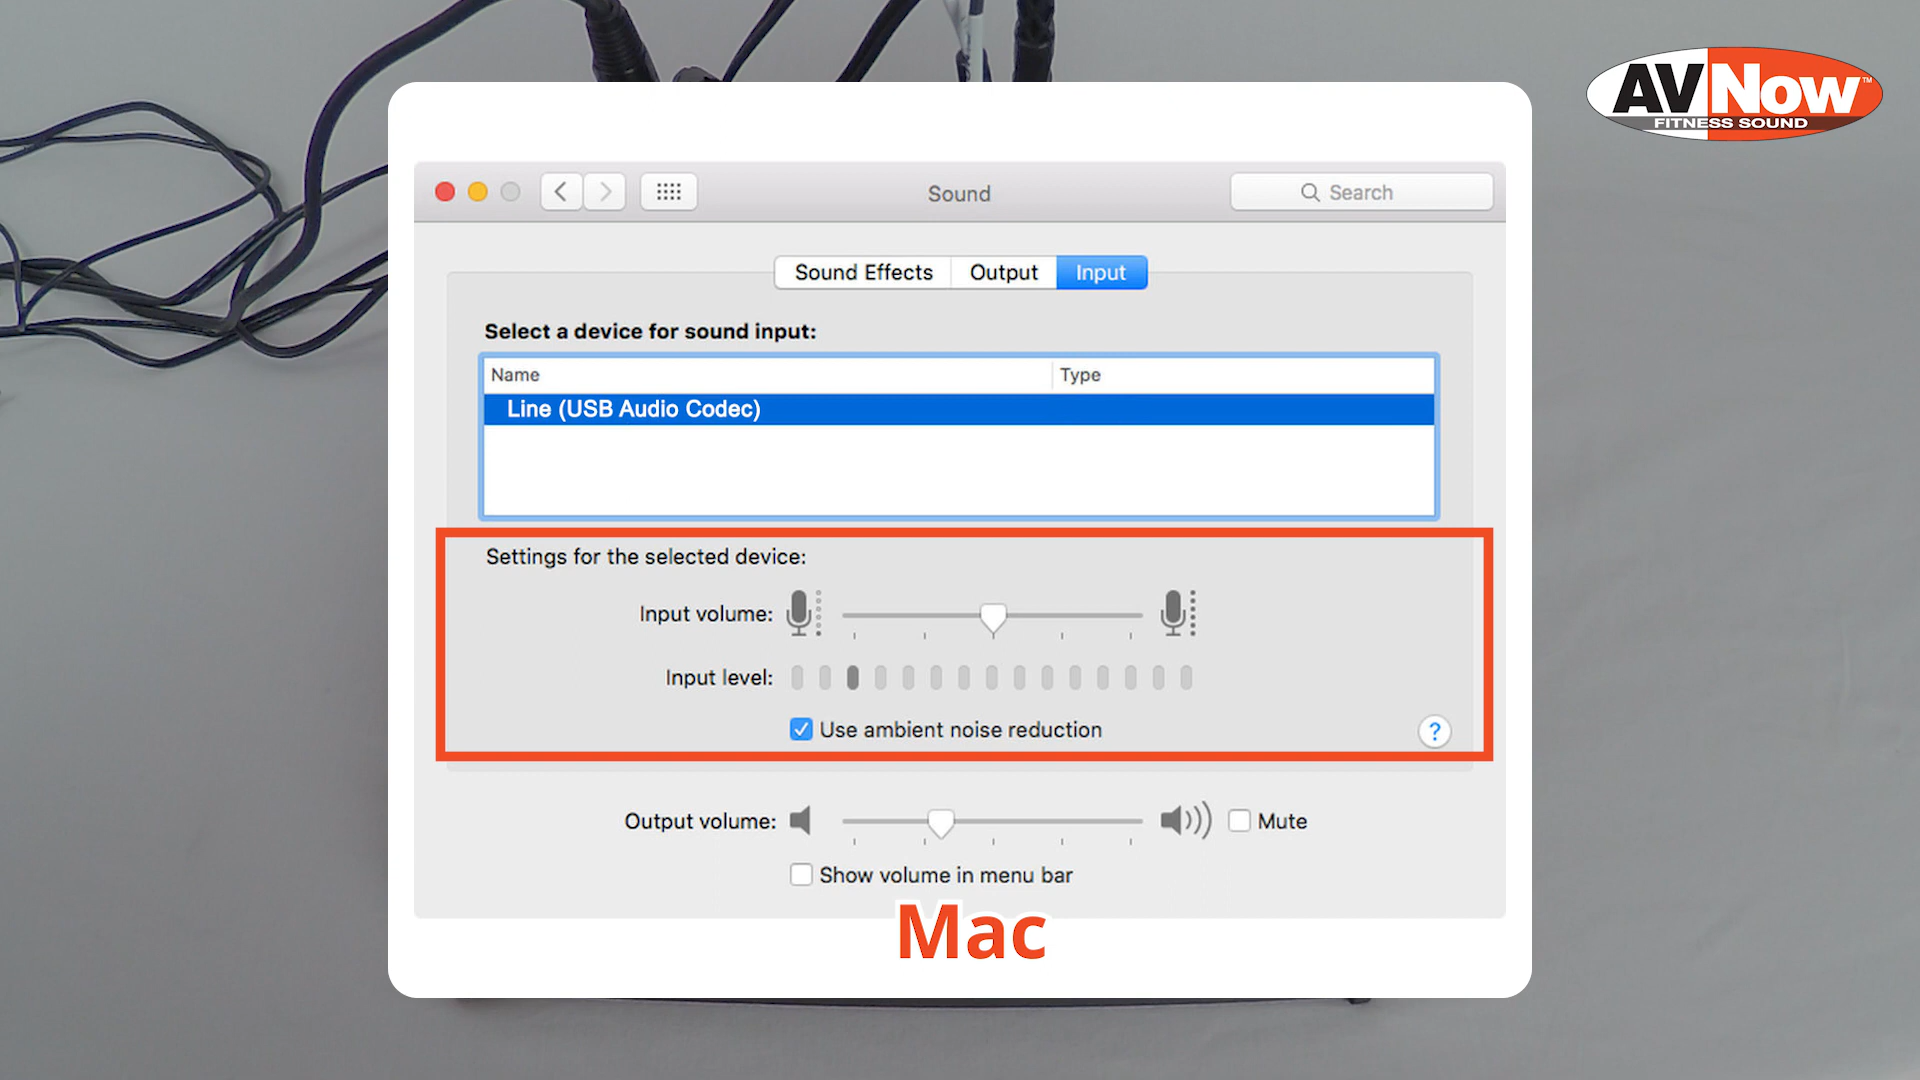 AVNow™
FITNESS SOUND
Sound
Search
Sound Effects
Output
Input
Select a device for sound input:
Name
Type
Line (USB Audio Codec)
Settings for the selected device:
Input volume:
Input level:
Use ambient noise reduction
?
Output volume:
Mute
Show volume in menu bar
Mac